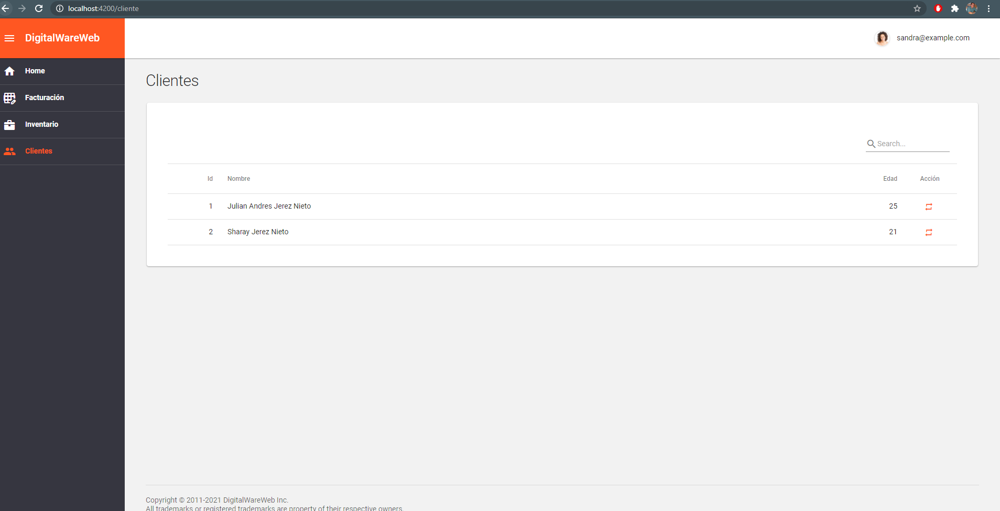 localhost:4200/cliente
DigitalWareWeb
sandra@example.com
Home
Facturación
Inventario
Clientes
Clientes
Search...
Id Nombre Edad Acción
1 Julian Andres Jerez Nieto 25
2 Sharay Jerez Nieto 21
Copyright © 2011-2021 DigitalWareWeb Inc.
All trademarks or registered trademarks are property of their respective owners.